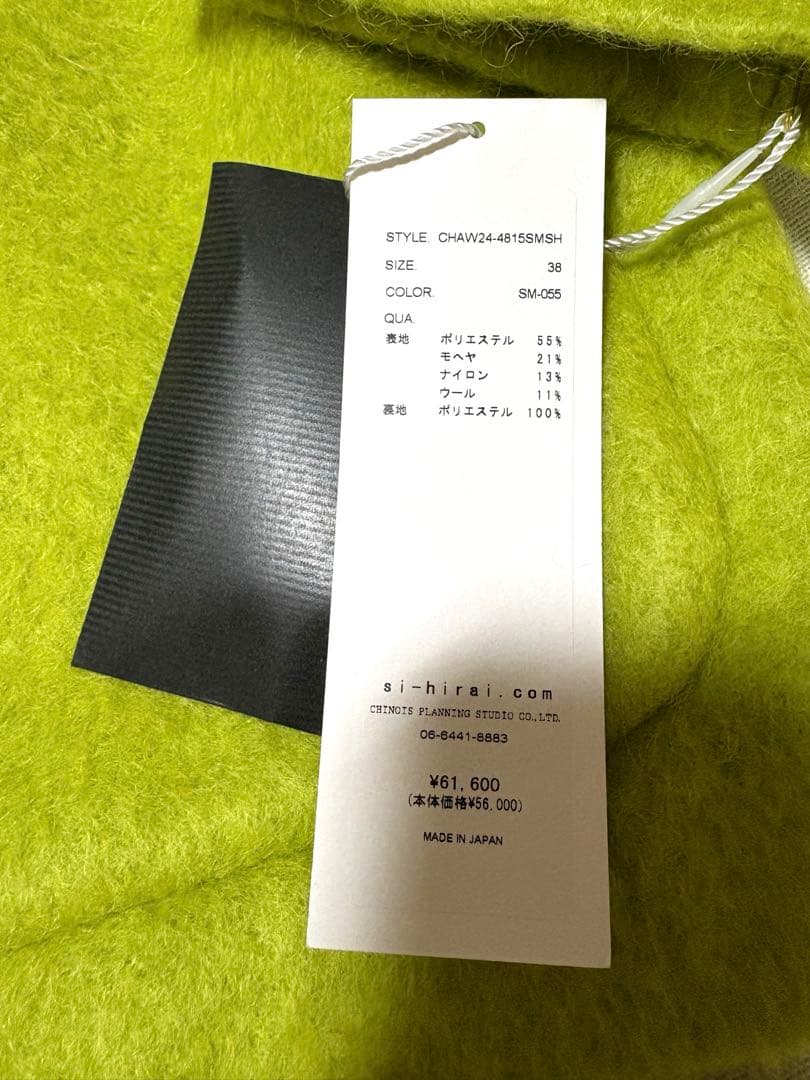 STYLE. CHAW24-4815SMSH
SIZE. 38
COLOR. SM-055
QUA.
表地 ポリエステル 55%
モヘヤ 21%
ナイロン 13%
ウール 11%
裏地 ポリエステル 100%
si-hirai.com
CHINOIS PLANNING STUDIO CO.,LTD.
06-6441-8883
¥61,600
(本体価格¥56,000)
MADE IN JAPAN